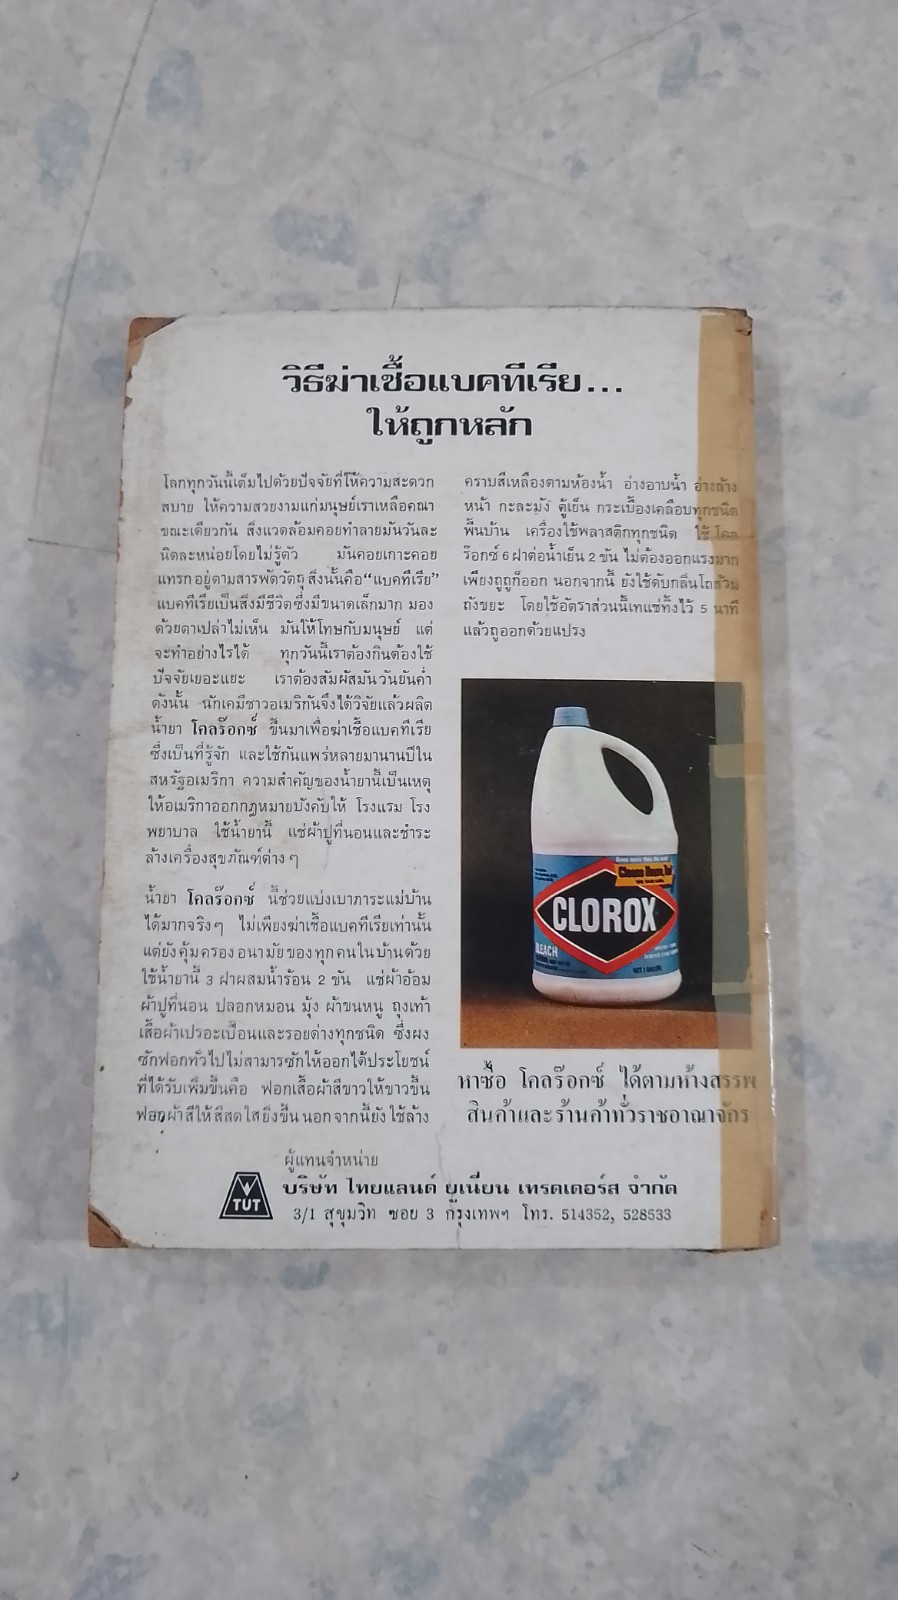 วิธีฆ่าเชื้อแบคทีเรีย...
ให้ถูกหลัก
โลกทุกวันนี้เต็มไปด้วยปัจจัยที่ให้ความสะดวก
สบาย ให้ความสวยงามแก่มนุษย์เราเหลือคณา
ขณะเดียวกัน สิ่งแวดล้อมคอยทำลายมันวันละ
นิดละหน่อยโดยไม่รู้ตัว มันคอยเกาะคอย
แทรกอยู่ตามสารพัดวัตถุ สิ่งนั้นคือ“แบคทีเรีย”
แบคทีเรียเป็นสิ่งมีชีวิตซึ่งมีขนาดเล็กมาก มอง
ด้วยตาเปล่าไม่เห็น มันให้โทษกับมนุษย์ แต่
จะทำอย่างไรได้ ทุกวันนี้เราต้องกินต้องใช้
ปัจจัยเยอะแยะ เราต้องสัมผัสมันวันยันค่ำ
ดังนั้น นักเคมีชาวอเมริกันจึงได้วิจัยแล้วผลิต
น้ำยา โคลร๊อกซ์ ขึ้นมาเพื่อฆ่าเชื้อแบคทีเรีย
ซึ่งเป็นที่รู้จัก และใช้กันแพร่หลายมานานปีใน
สหรัฐอเมริกา ความสำคัญของน้ำยานี้เป็นเหตุ
ให้อเมริกาออกกฎหมายบังคับให้ โรงแรม โรง
พยาบาล ใช้น้ำยานี้ แช่ผ้าปูที่นอนและชำระ
ล้างเครื่องสุขภัณฑ์ต่าง ๆ
น้ำยา โคลร๊อกซ์ นี้ช่วยแบ่งเบาภาระแม่บ้าน
ได้มากจริงๆ ไม่เพียงฆ่าเชื้อแบคทีเรียเท่านั้น
แต่ยังคุ้มครองอนามัยของทุกคนในบ้านด้วย
ใช้น้ำยานี้ 3 ฝาผสมน้ำร้อน 2 ขัน แช่ผ้าอ้อม
ผ้าปูที่นอน ปลอกหมอน มุ้ง ผ้าขนหนู ถุงเท้า
เสื้อผ้าเปรอะเปื้อนและรอยด่างทุกชนิด ซึ่งผง
ซักฟอกทั่วไปไม่สามารถซักให้ออกได้ประโยชน์
ที่ได้รับเพิ่มขึ้นคือ ฟอกเสื้อผ้าสีขาวให้ขาวขึ้น
ฟอกผ้าสีให้สีสดใสยิ่งขึ้น นอกจากนี้ยังใช้ล้าง
คราบสีเหลืองตามห้องน้ำ อ่างอาบน้ำ อ่างล้าง
หน้า กะละมัง ตู้เย็น กระเบื้องเคลือบทุกชนิด
พื้นบ้าน เครื่องใช้พลาสติกทุกชนิด ใช้ โคล
ร๊อกซ์ 6 ฝาต่อน้ำเย็น 2 ขัน ไม่ต้องออกแรงมาก
เพียงถูถูก็ออก นอกจากนี้ ยังใช้ดับกลิ่นโถส้วม
ถังขยะ โดยใช้อัตราส่วนนี้เทแช่ทิ้งไว้ 5 นาที
แล้วถูออกด้วยแปรง
CLOROX
BLEACH
หาซื้อ โคลร๊อกซ์ ได้ตามห้างสรรพ
สินค้าและร้านค้าทั่วราชอาณาจักร
ผู้แทนจำหน่าย
TUT
บริษัท ไทยแลนด์ ยูเนี่ยน เทรดเดอร์ส จำกัด
3/1 สุขุมวิท ซอย 3 กรุงเทพฯ โทร. 514352, 528533